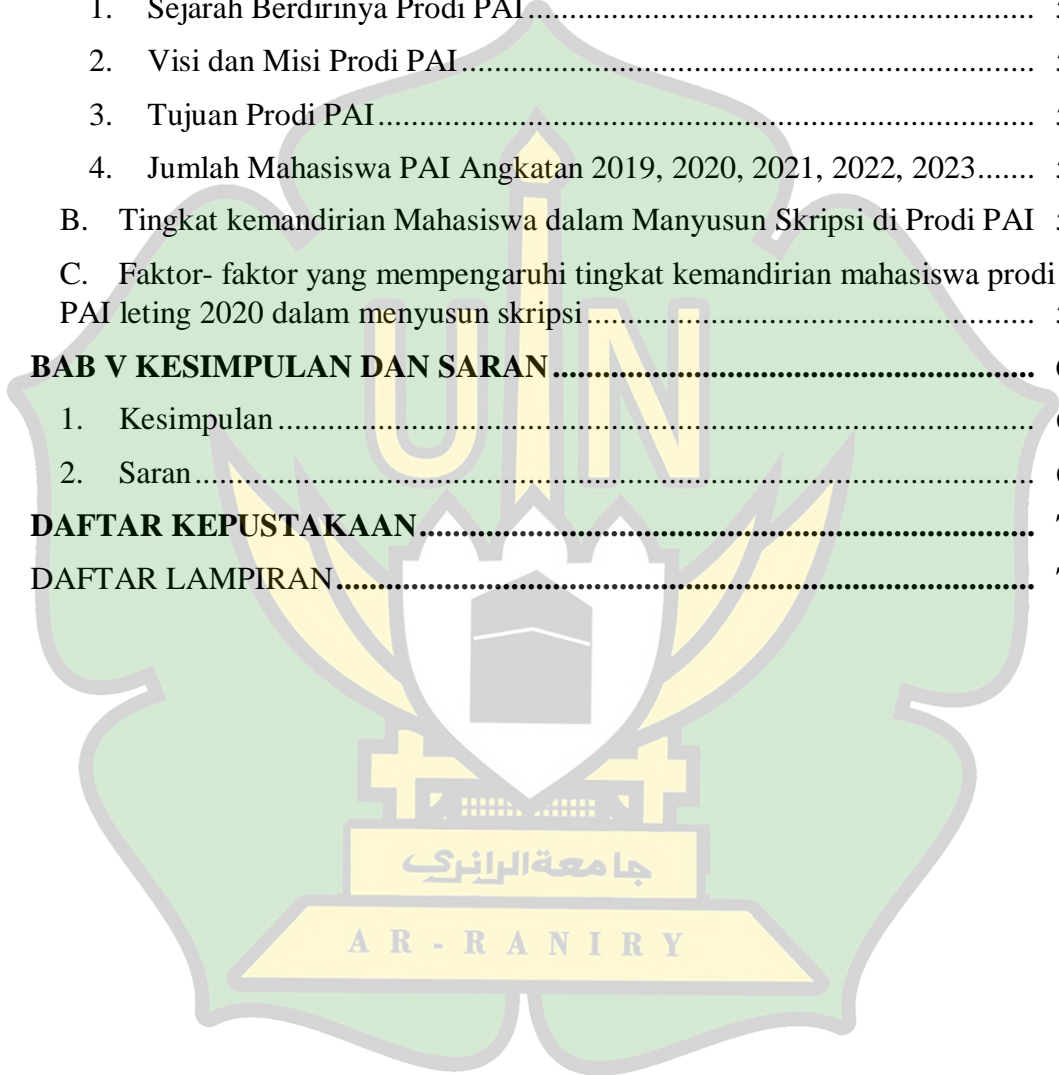 1. Sejarah Berdirinya Prodi PAI
2. Visi dan Misi Prodi PAI
3. Tujuan Prodi PAI
4. Jumlah Mahasiswa PAI Angkatan 2019, 2020, 2021, 2022, 2023
B. Tingkat kemandirian Mahasiswa dalam Manyusun Skripsi di Prodi PAI
C. Faktor- faktor yang mempengaruhi tingkat kemandirian mahasiswa prodi
PAI leting 2020 dalam menyusun skripsi
BAB V KESIMPULAN DAN SARAN
1. Kesimpulan
2. Saran
DAFTAR KEPUSTAKAAN
DAFTAR LAMPIRAN
UIN
جامعة الرانري
AR-RANIRY